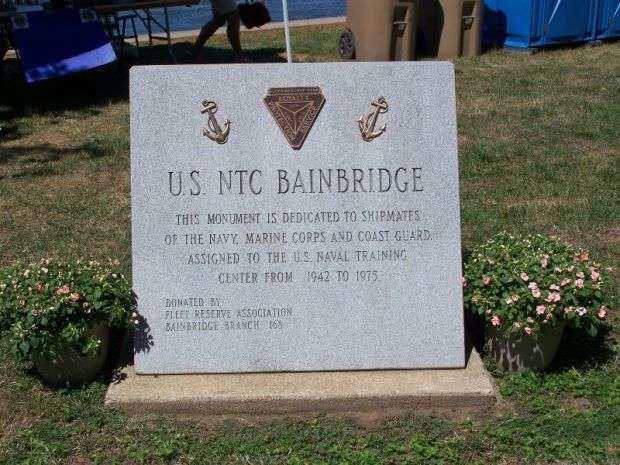 LOYALTY
U.S. NTC BAINBRIDGE
THIS MONUMENT IS DEDICATED TO SHIPMATES
OF THE NAVY, MARINE CORPS AND COAST GUARD
ASSIGNED TO THE U.S. NAVAL TRAINING
CENTER FROM 1942 TO 1975.
DONATED BY
FLEET RESERVE ASSOCIATION
BAINBRIDGE BRANCH 168